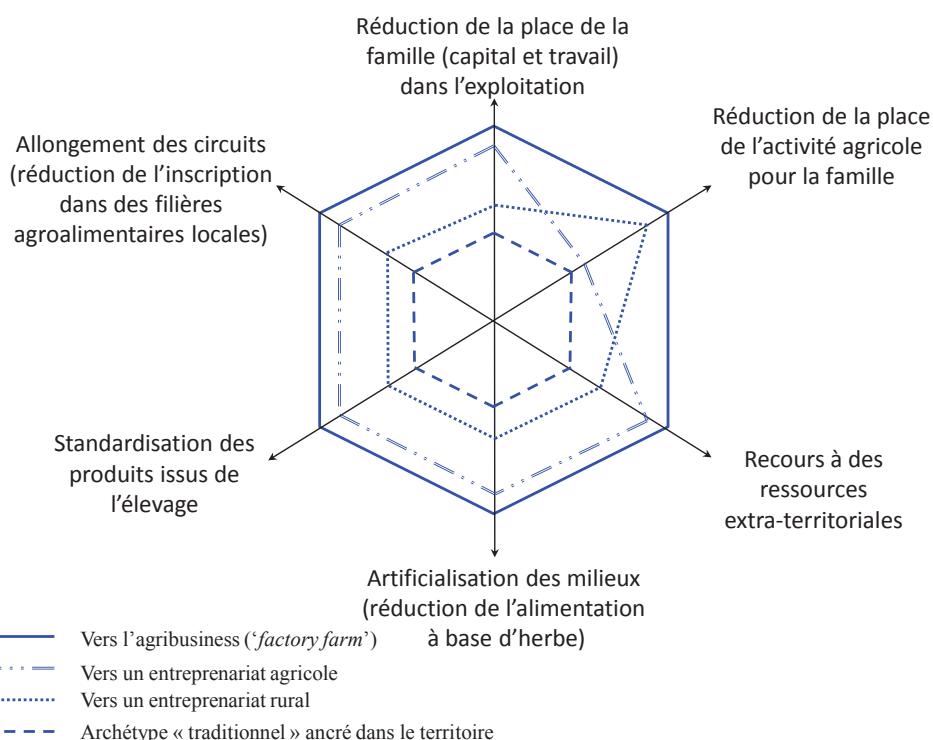 Réduction de la place de la
famille (capital et travail)
dans l'exploitation
Réduction de la place
de l'activité agricole
pour la famille
Allongement des circuits
(réduction de l'inscription
dans des filières
agroalimentaires locales)
Standardisation des
produits issus de
l'élevage
Recours à des
ressources
extra-territoriales
Artificialisation des milieux
(réduction de l'alimentation
à base d'herbe)
Vers l'agribusiness ('factory farm')
Vers un entreprenariat agricole
Vers un entreprenariat rural
Archétype « traditionnel » ancré dans le territoire